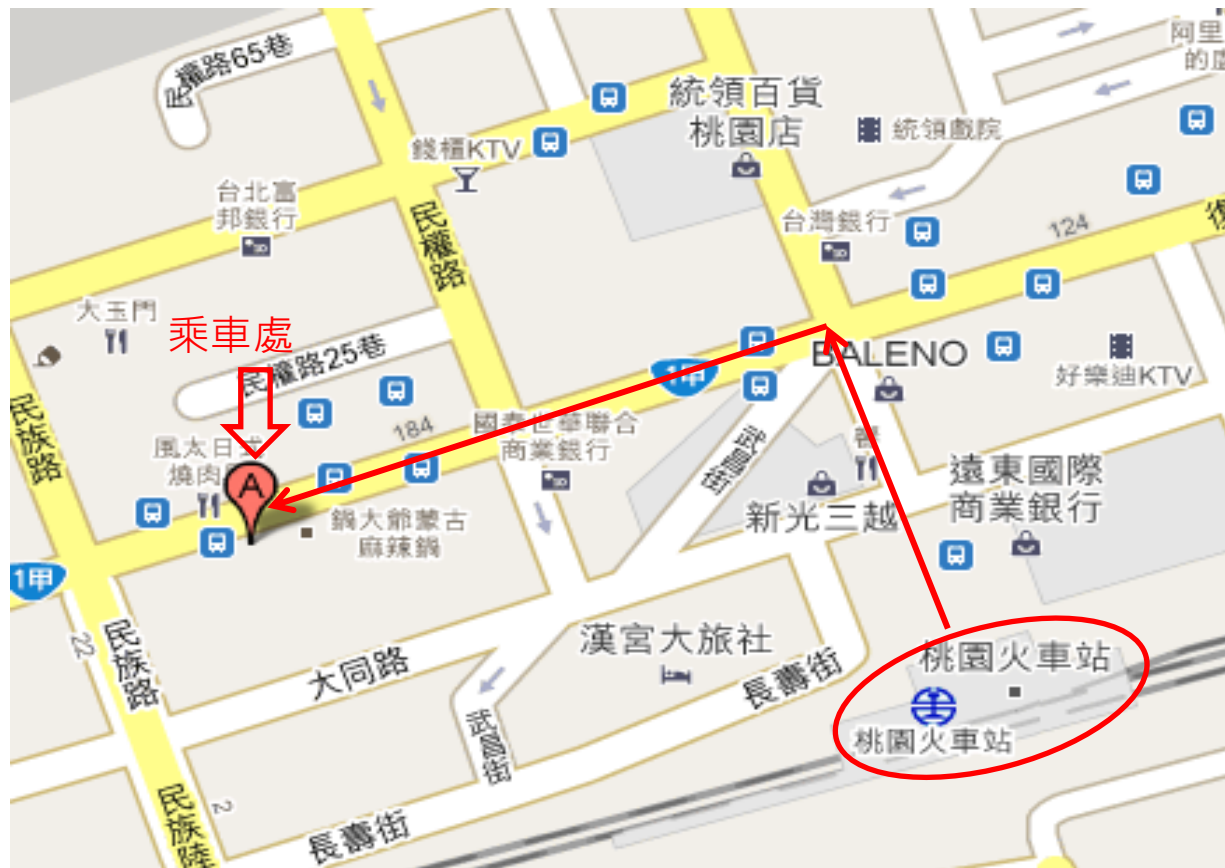 民權路65巷
統領百貨
桃園店
阿里
的
統領戲院
錢櫃KTV
台北富
邦銀行
民權路
台灣銀行
124
復
大玉門
乘車處
民權路25巷
1甲
BALENO
好樂迪KTV
民族路
184
國泰世華聯合
商業銀行
武昌街
遠東國際
商業銀行
風太日式
燒肉
A
新光三越
鍋大爺蒙古
麻辣鍋
1甲
22
民族路
漢宮大旅社
桃園火車站
大同路
長壽街
武昌街
桃園火車站
2
民族陸
長壽街